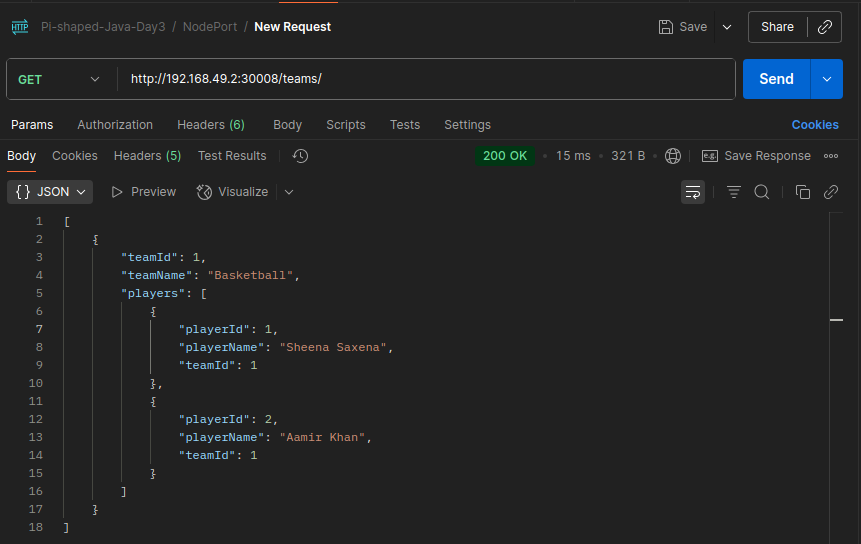 HTTP Pi-shaped-Java-Day3 / NodePort / New Request Save Share
GET http://192.168.49.2:30008/teams/ Send
Params Authorization Headers (6) Body Scripts Tests Settings Cookies
Body Cookies Headers (5) Test Results 200 OK • 15 ms • 321 B • e.g. Save Response
{} JSON Preview Visualize
1 [
2 {
3 "teamId": 1,
4 "teamName": "Basketball",
5 "players": [
6 {
7 "playerId": 1,
8 "playerName": "Sheena Saxena",
9 "teamId": 1
10 },
11 {
12 "playerId": 2,
13 "playerName": "Aamir Khan",
14 "teamId": 1
15 }
16 ]
17 }
18 ]